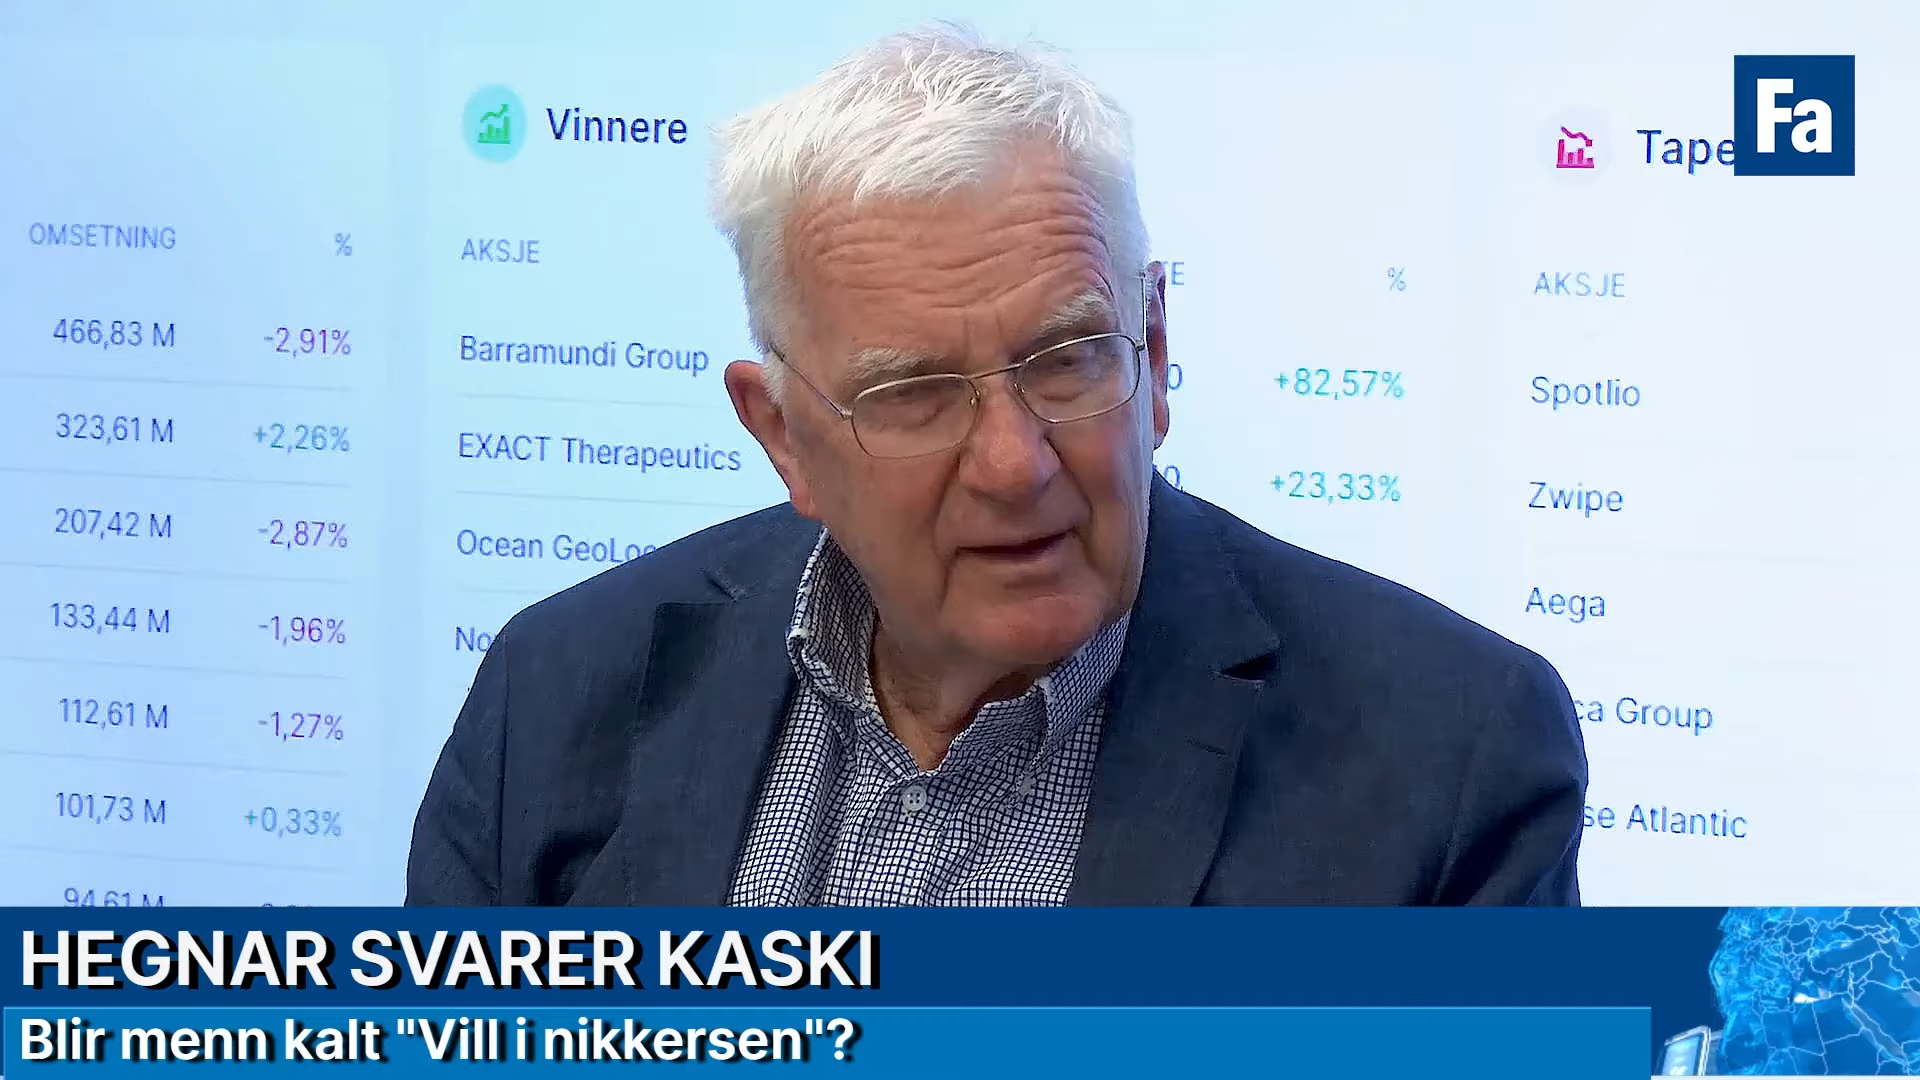 Fa
Vinnere
OMSETNING %
AKSJE
%
AKSJE
466,83 M -2,91%
Barramundi Group
+82,57%
Spotlio
323,61 M +2,26%
EXACT Therapeutics
+23,33%
Zwipe
207,42 M -2,87%
Ocean
Aega
133,44 M -1,96%
112,61 M -1,27%
Group
101,73 M +0,33%
Atlantic
HEGNAR SVARER KASKI
Blir menn kalt "Vill i nikkersen"?